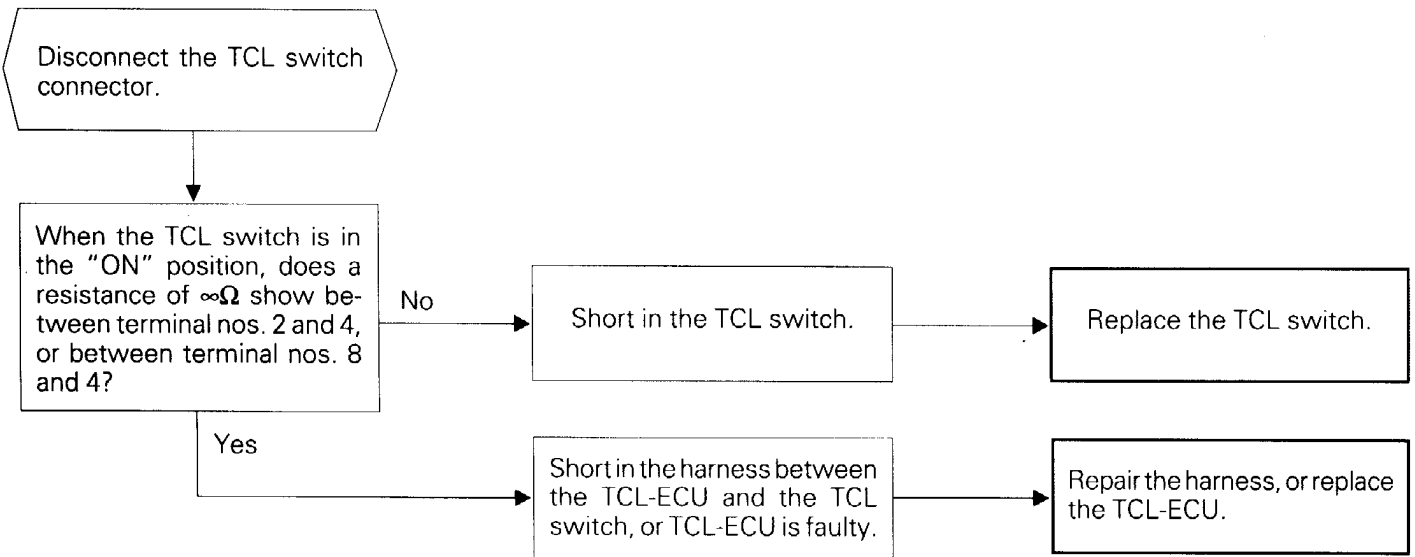 Disconnect the TCL switch
connector.
When the TCL switch is in
the "ON" position, does a
resistance of ∞Ω show be-
tween terminal nos. 2 and 4,
or between terminal nos. 8
and 4?
No
Short in the TCL switch.
Replace the TCL switch.
Yes
Short in the harness between
the TCL-ECU and the TCL
switch, or TCL-ECU is faulty.
Repair the harness, or replace
the TCL-ECU.